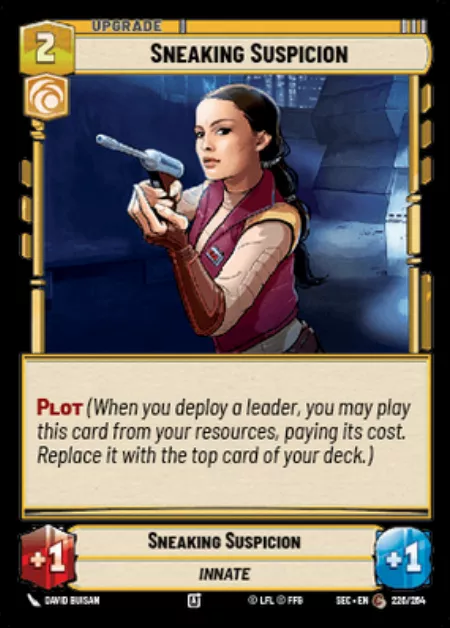 UPGRADE
2
SNEAKING SUSPICION
PLOT (When you deploy a leader, you may play
this card from your resources, paying its cost.
Replace it with the top card of your deck.)
+1
SNEAKING SUSPICION
+1
INNATE
DAVID BUISAN
© LFL © FFG
SEC • EN
226/264